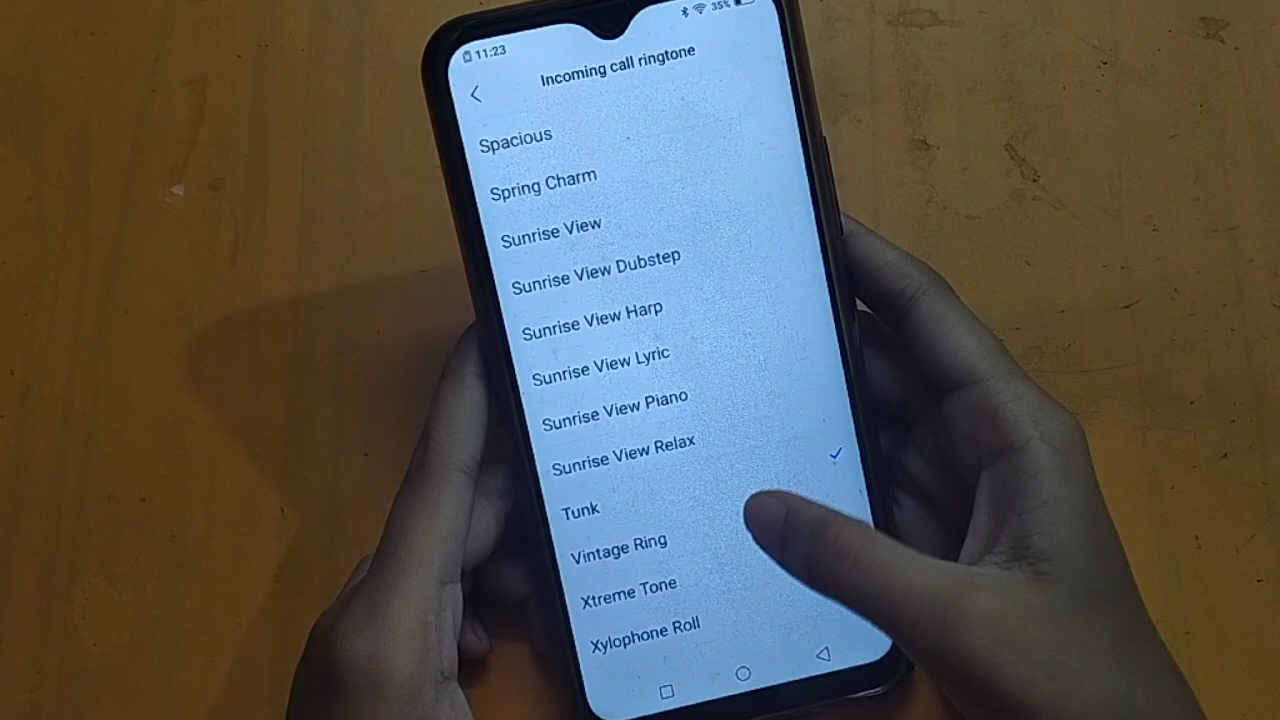 11:23
35%
Incoming call ringtone
Spacious
Spring Charm
Sunrise View
Sunrise View Dubstep
Sunrise View Harp
Sunrise View Lyric
Sunrise View Piano
Sunrise View Relax
Tunk
Vintage Ring
Xtreme Tone
Xylophone Roll